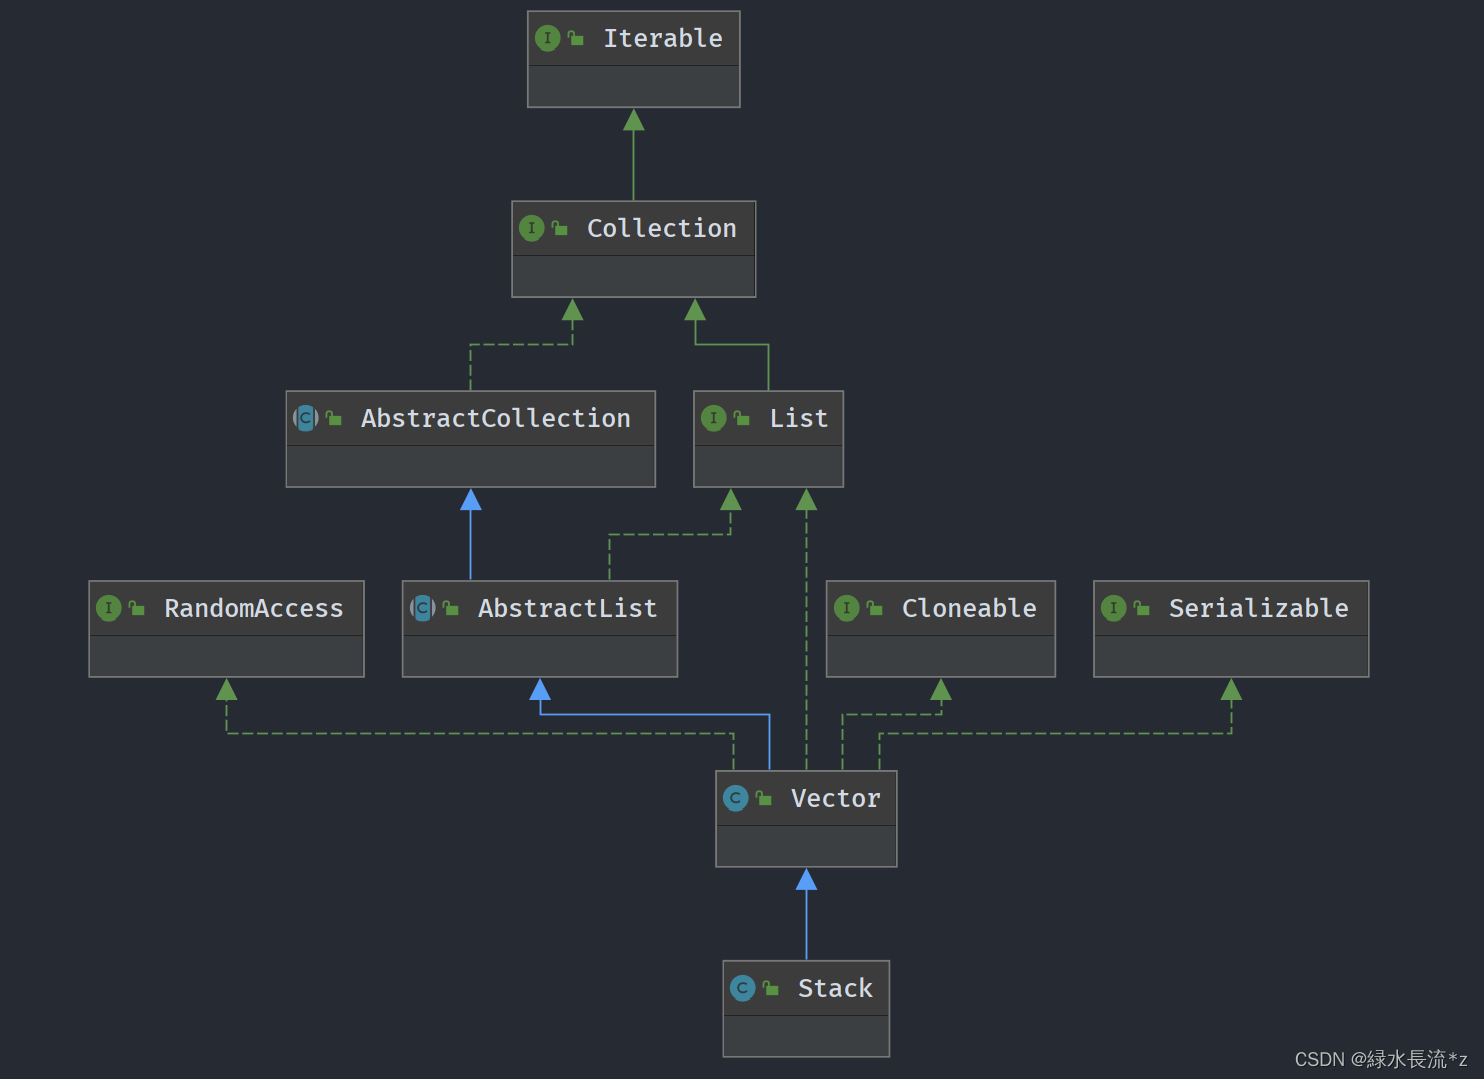 I Iterable
I Collection
C AbstractCollection
I List
I RandomAccess
C AbstractList
I Cloneable
I Serializable
C Vector
C Stack
CSDN @緑水長流*z